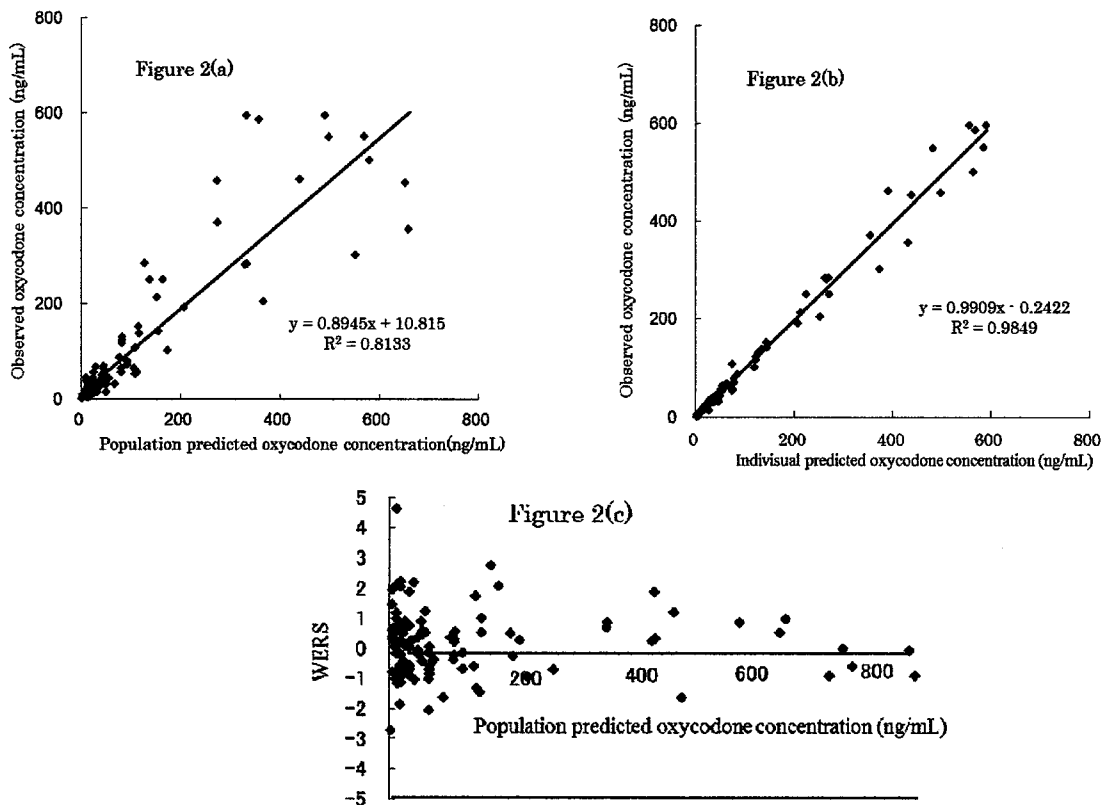 Figure 2(a)
Observed oxycodone concentration (ng/mL)
800
600
400
200
0
y = 0.8945x + 10.815
R² = 0.8133
0 200 400 600 800
Population predicted oxycodone concentration(ng/mL)
Figure 2(b)
Observed oxycodone concentration (ng/mL)
800
600
400
200
0
y = 0.9909x - 0.2422
R² = 0.9849
0 200 400 600 800
Indivisual predicted oxycodone concentration (ng/mL)
Figure 2(c)
WERS
5
4
3
2
1
0
-1
-2
-3
-4
-5
200 400 600 800
Population predicted oxycodone concentration (ng/mL)